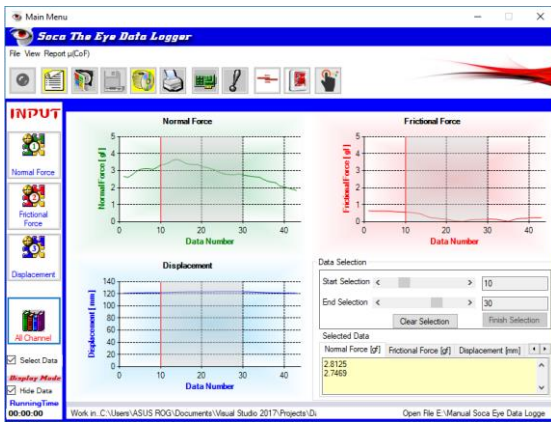 Main Menu
Soca The Eye Data Logger
File View Report μ(CoF)
INPUT
1
Normal Force
2
Frictional
Force
3
Displacement
All Channel
Select Data
Display Mode
Hide Data
RunningTime
00:00:00
Normal Force
Normal Force [gf]
5
4
3
2
1
0
0 10 20 30 40
Data Number
Frictional Force
Frictional Force [gf]
5
4
3
2
1
0
0 10 20 30 40
Data Number
Displacement
Displacement [mm]
140
120
100
80
60
40
20
0
0 10 20 30 40
Data Number
Data Selection
Start Selection < > 10
End Selection < > 30
Clear Selection Finish Selection
Selected Data
Normal Force [gf] Frictional Force [gf] Displacement [mm]
2.8125
2.7469
Work in..C:\Users\ASUS ROG\Documents\Visual Studio 2017\Projects\Di
Open File E:\Manual Soca Eye Data Logge